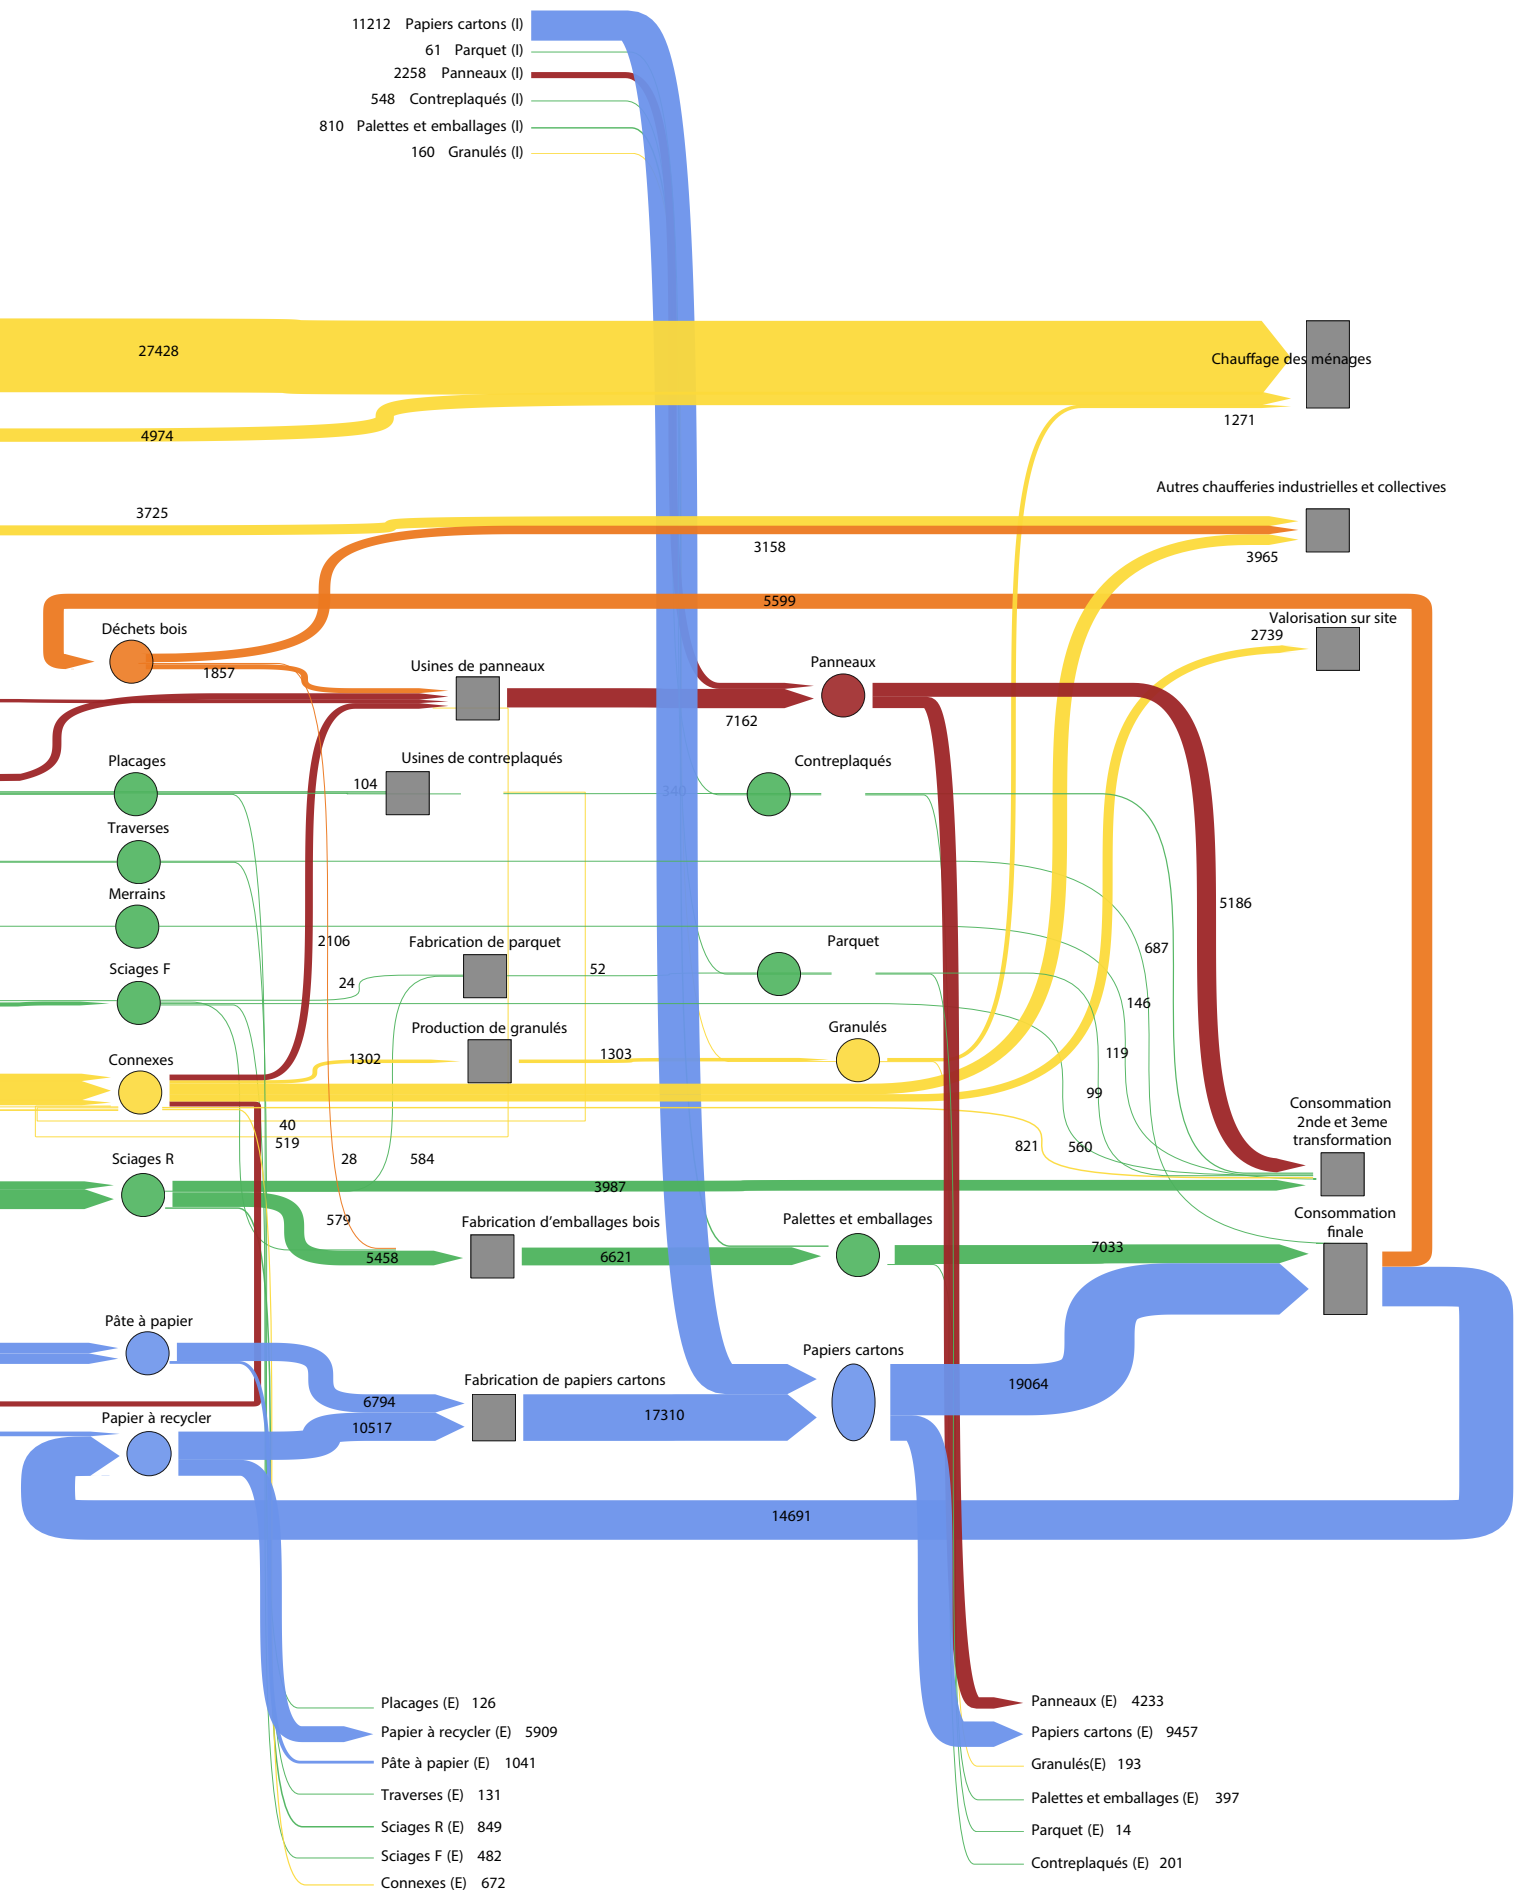 11212 Papiers cartons (I)
61 Parquet (I)
2258 Panneaux (I)
548 Contreplaqués (I)
810 Palettes et emballages (I)
160 Granulés (I)
27428
Chauffage des ménages
1271
4974
Autres chaufferies industrielles et collectives
3725
3158
3965
5599
Valorisation sur site
2739
Déchets bois
1857
Usines de panneaux
Panneaux
7162
Placages
Usines de contreplaqués
Contreplaqués
104
340
Traverses
Merrains
5186
2106
Fabrication de parquet
Parquet
687
Sciages F
24
52
146
Production de granulés
Granulés
Connexes
1302
1303
119
99
Consommation
2nde et 3eme
transformation
40
519
821
560
Sciages R
28
584
3987
579
Fabrication d'emballages bois
Palettes et emballages
Consommation
finale
5458
6621
7033
Pâte à papier
Papiers cartons
Fabrication de papiers cartons
19064
6794
Papier à recycler
10517
17310
14691
Placages (E) 126
Papier à recycler (E) 5909
Pâte à papier (E) 1041
Traverses (E) 131
Sciages R (E) 849
Sciages F (E) 482
Connexes (E) 672
Panneaux (E) 4233
Papiers cartons (E) 9457
Granulés(E) 193
Palettes et emballages (E) 397
Parquet (E) 14
Contreplaqués (E) 201